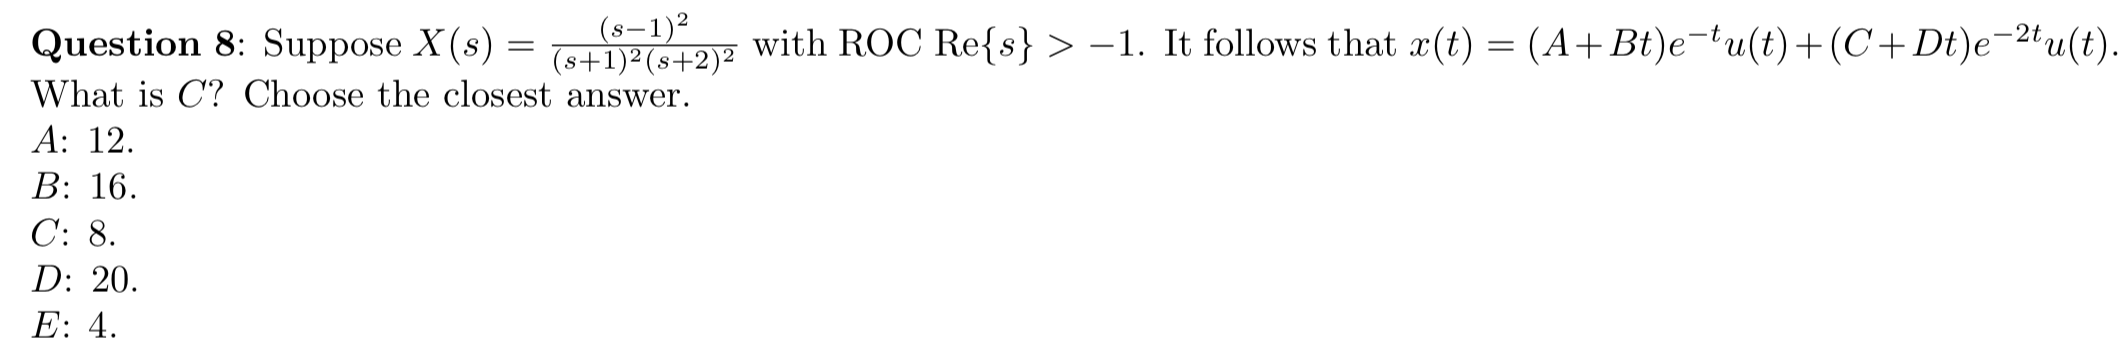 Question 8: Suppose $X(s) = \frac{(s-1)^2}{(s+1)^2(s+2)^2}$ with ROC Re{s} > −1. It follows that $x(t) = (A+Bt)e^{-t}u(t)+(C+Dt)e^{-2t}u(t)$.
What is C? Choose the closest answer.
A: 12.
B: 16.
C: 8.
D: 20.
E: 4.